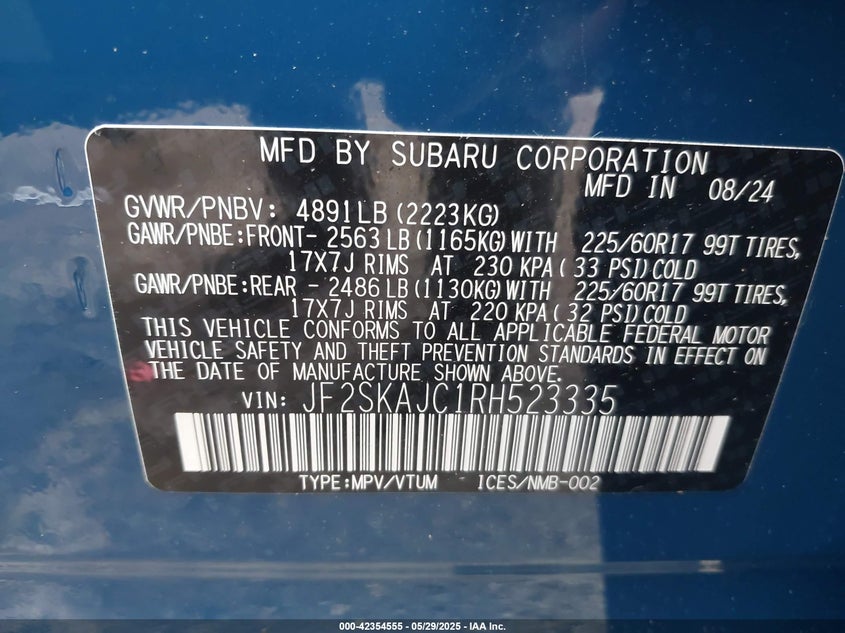 MFD BY SUBARU CORPORATION
MFD IN 08/24
GVWR/PNBV: 4891LB (2223KG)
GAWR/PNBE:FRONT- 2563 LB (1165KG) WITH 225/60R17 99T TIRES,
17X7J RIMS AT 230 KPA ( 33 PSI) COLD
GAWR/PNBE:REAR - 2486 LB (1130KG) WITH 225/60R17 99T TIRES,
17X7J RIMS AT 220 KPA ( 32 PSI) COLD
THIS VEHICLE CONFORMS TO ALL APPLICABLE FEDERAL MOTOR
VEHICLE SAFETY AND THEFT PREVENTION STANDARDS IN EFFECT ON
THE DATE OF MANUFACTURE SHOWN ABOVE.
VIN: JF2SKAJC1RH523335
TYPE:MPV/VTUM ICES/NMB-002
000-42354555 - 05/29/2025 - IAA Inc.